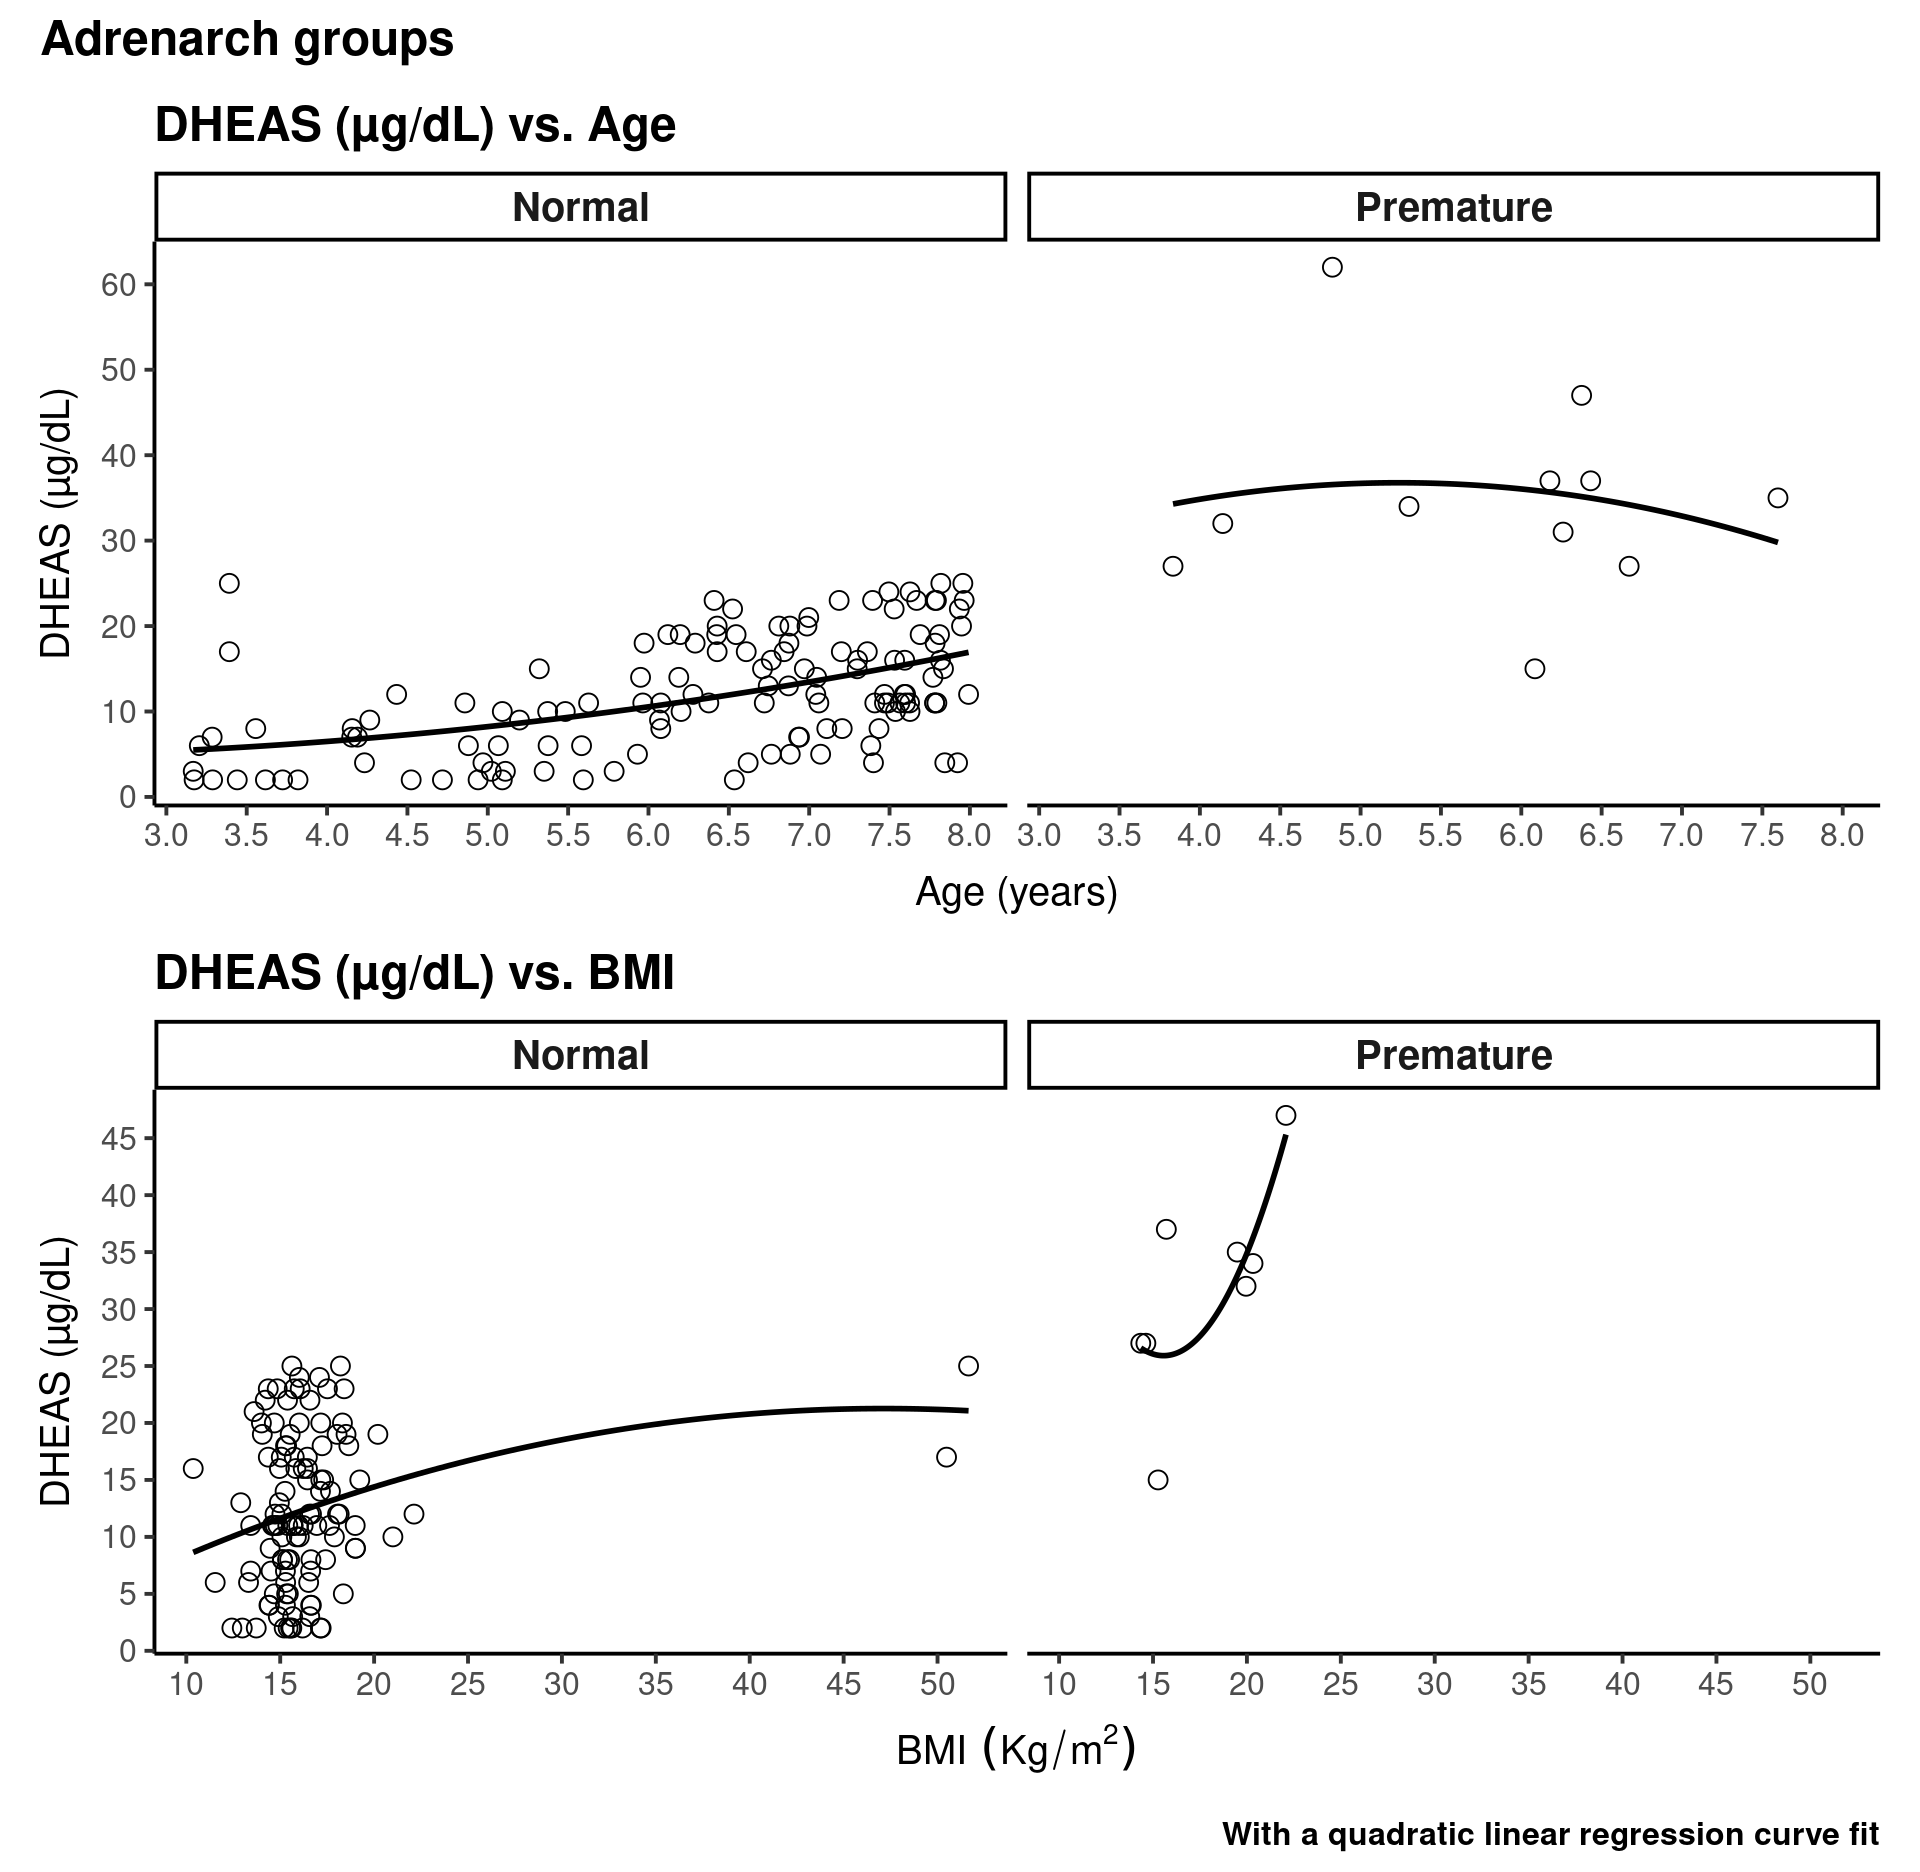 Adrenarch groups
DHEAS (µg/dL) vs. Age
Normal Premature
60
50
40
30
20
10
0
DHEAS (µg/dL)
3.0 3.5 4.0 4.5 5.0 5.5 6.0 6.5 7.0 7.5 8.0 3.0 3.5 4.0 4.5 5.0 5.5 6.0 6.5 7.0 7.5 8.0
Age (years)
DHEAS (µg/dL) vs. BMI
Normal Premature
45
40
35
30
25
20
15
10
5
0
DHEAS (µg/dL)
10 15 20 25 30 35 40 45 50 10 15 20 25 30 35 40 45 50
BMI (Kg/m²)
With a quadratic linear regression curve fit